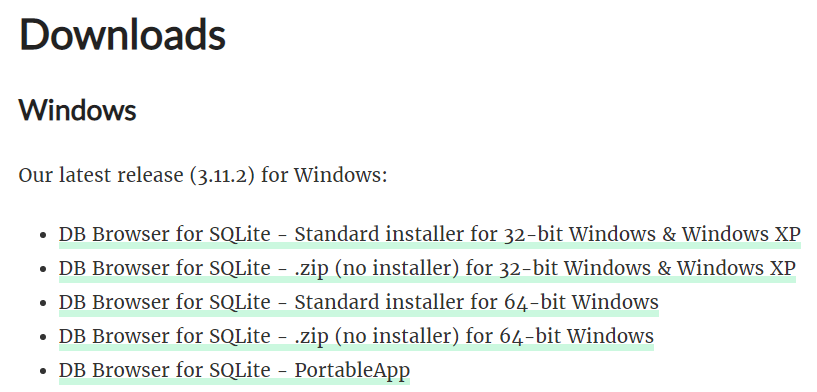 Downloads
Windows
Our latest release (3.11.2) for Windows:
• DB Browser for SQLite - Standard installer for 32-bit Windows & Windows XP
• DB Browser for SQLite - .zip (no installer) for 32-bit Windows & Windows XP
• DB Browser for SQLite - Standard installer for 64-bit Windows
• DB Browser for SQLite - .zip (no installer) for 64-bit Windows
• DB Browser for SQLite - PortableApp